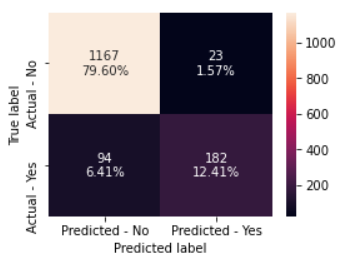 1167
79.60%
23
1.57%
94
6.41%
182
12.41%
Actual - No
Actual - Yes
True label
Predicted - No
Predicted - Yes
Predicted label
1000
800
600
400
200